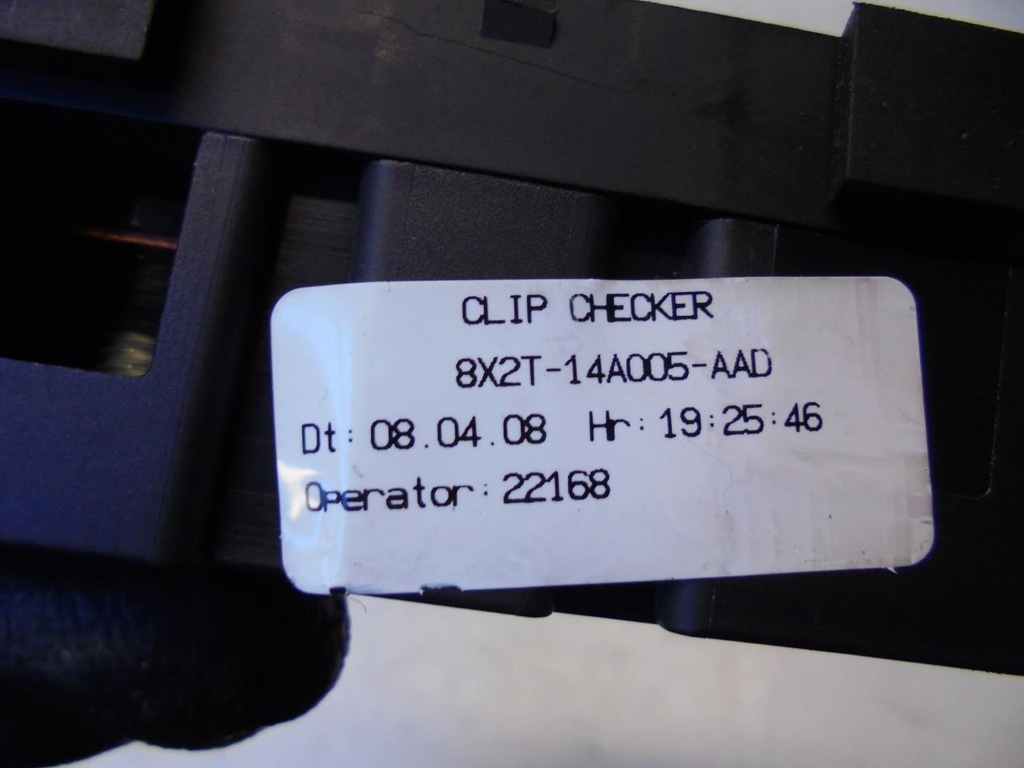 CLIP CHECKER
8X2T-14A005-AAD
Dt: 08.04.08 Hr: 19:25:46
Operator: 22168